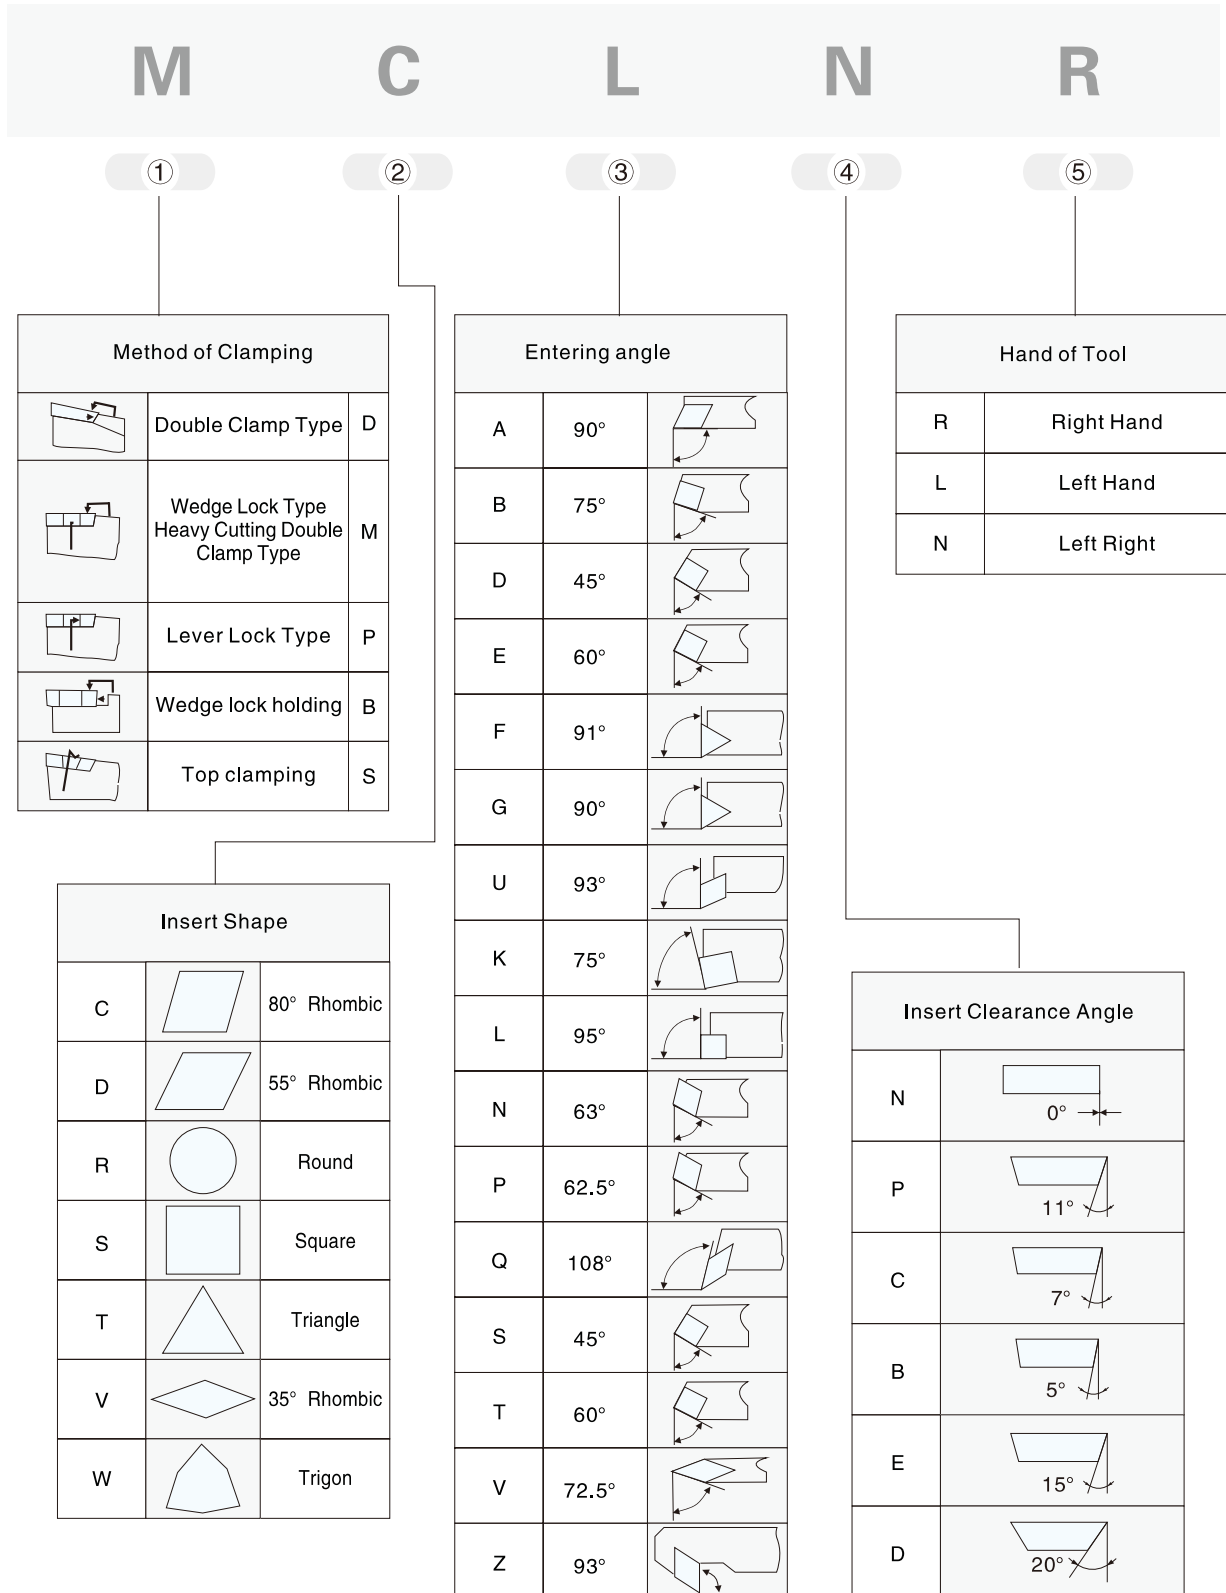 M C L N R
① ② ③ ④ ⑤
Method of Clamping
Double Clamp Type D
Wedge Lock Type
Heavy Cutting Double
Clamp Type
M
Lever Lock Type P
Wedge lock holding B
Top clamping S
Insert Shape
C 80° Rhombic
D 55° Rhombic
R Round
S Square
T Triangle
V 35° Rhombic
W Trigon
Entering angle
A 90°
B 75°
D 45°
E 60°
F 91°
G 90°
U 93°
K 75°
L 95°
N 63°
P 62.5°
Q 108°
S 45°
T 60°
V 72.5°
Z 93°
Hand of Tool
R Right Hand
L Left Hand
N Left Right
Insert Clearance Angle
N 0°
P 11°
C 7°
B 5°
E 15°
D 20°